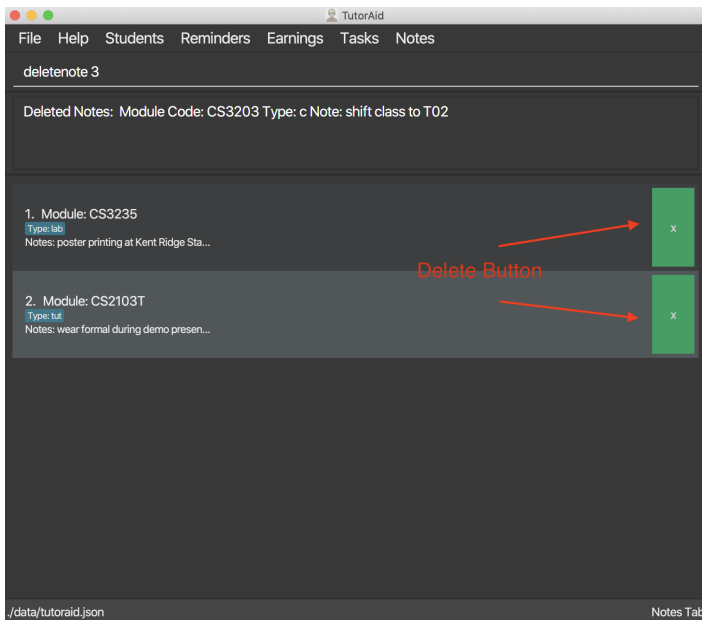 TutorAid
File Help Students Reminders Earnings Tasks Notes
deletenote 3
Deleted Notes: Module Code: CS3203 Type: c Note: shift class to T02
1. Module: CS3235
Type: lab
Notes: poster printing at Kent Ridge Sta...
X
Delete Button
2. Module: CS2103T
Type: tut
Notes: wear formal during demo presen...
X
./data/tutoraid.json
Notes Tab